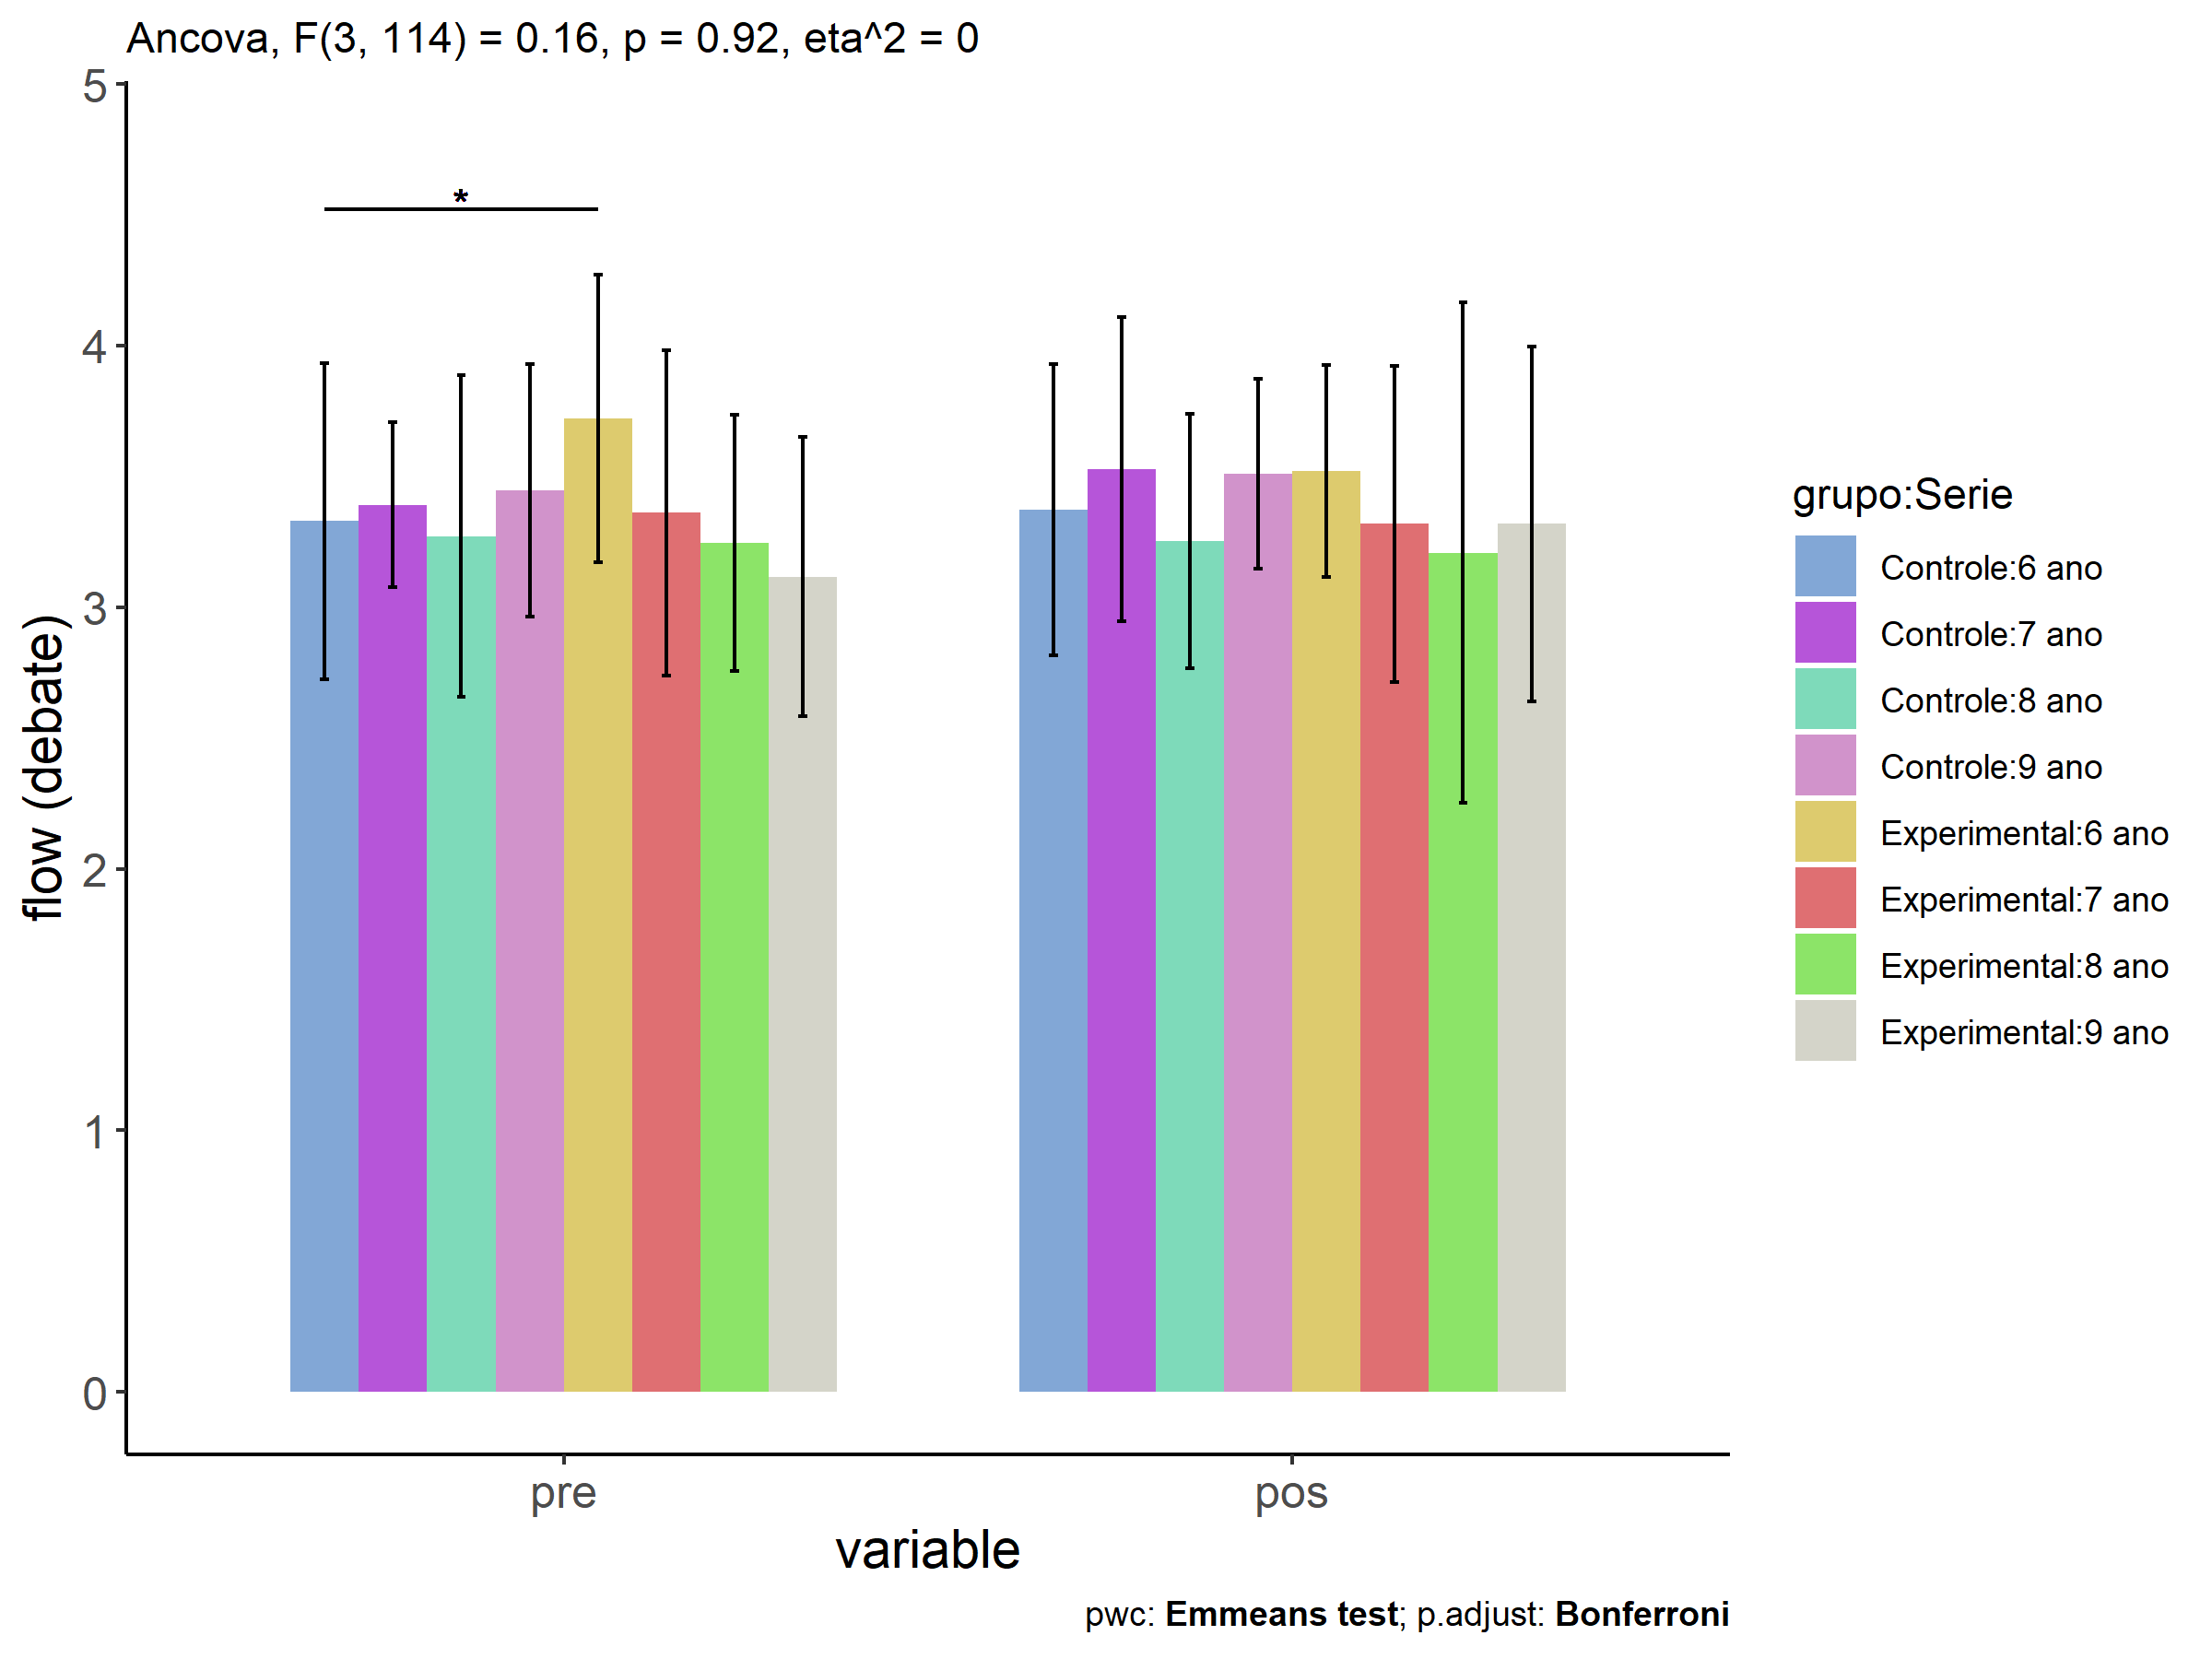 Ancova, F(3, 114) = 0.16, p = 0.92, eta^2 = 0
5
4
3
2
1
0
flow (debate)
*
pre
pos
variable
grupo:Serie
Controle:6 ano
Controle:7 ano
Controle:8 ano
Controle:9 ano
Experimental:6 ano
Experimental:7 ano
Experimental:8 ano
Experimental:9 ano
pwc: Emmeans test; p.adjust: Bonferroni